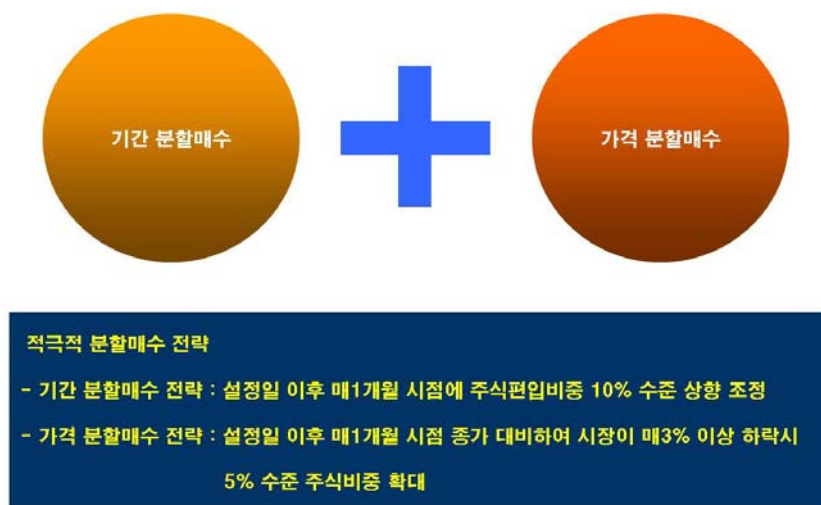 기간 분할매수
가격 분할매수
적극적 분할매수 전략
- 기간 분할매수 전략 : 설정일 이후 매1개월 시점에 주식편입비중 10% 수준 상향 조정
- 가격 분할매수 전략 : 설정일 이후 매1개월 시점 종가 대비하여 시장이 매3% 이상 하락시
5% 수준 주식비중 확대